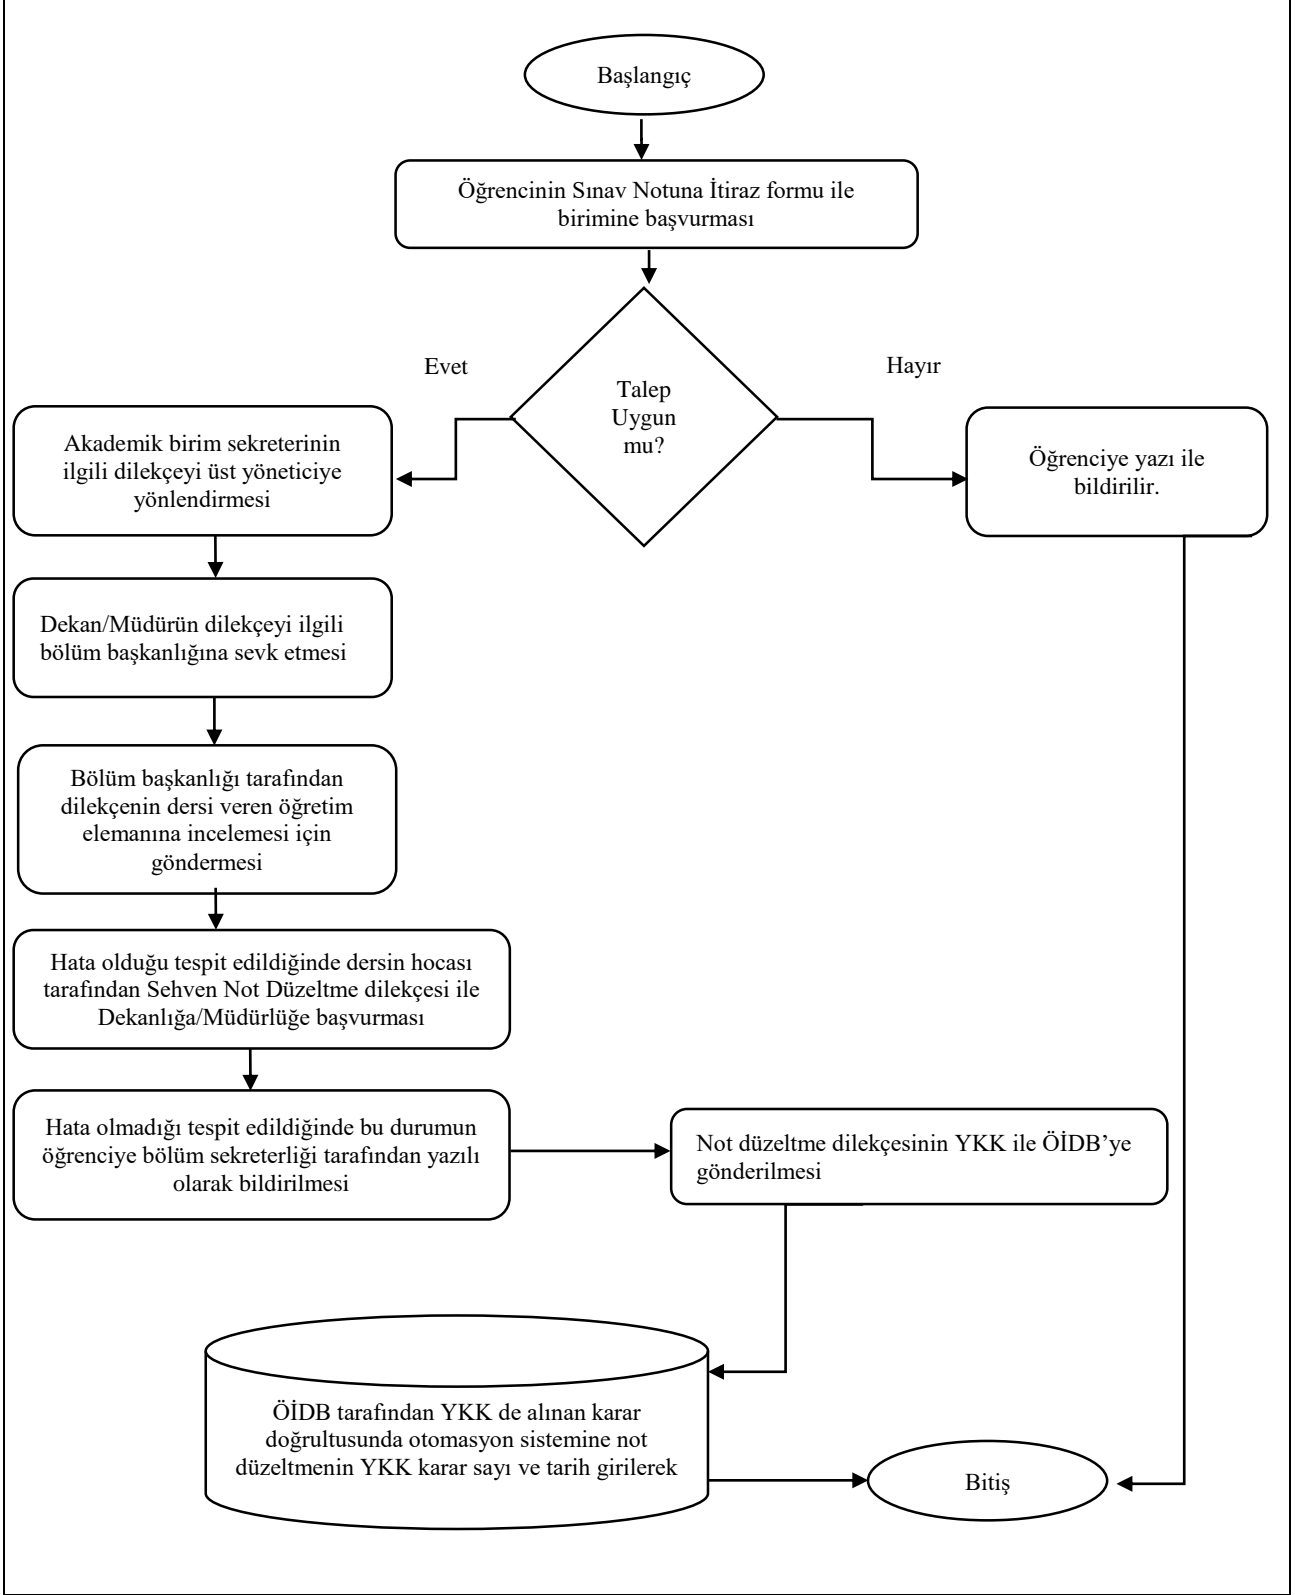 Başlangıç
Öğrencinin Sınav Notuna İtiraz formu ile
birimine başvurması
Evet
Hayır
Talep
Uygun
mu?
Akademik birim sekreterinin
ilgili dilekçeyi üst yöneticiye
yönlendirmesi
Öğrenciye yazı ile
bildirilir.
Dekan/Müdürün dilekçeyi ilgili
bölüm başkanlığına sevk etmesi
Bölüm başkanlığı tarafından
dilekçenin dersi veren öğretim
elemanına incelemesi için
göndermesi
Hata olduğu tespit edildiğinde dersin hocası
tarafından Sehven Not Düzeltme dilekçesi ile
Dekanlığa/Müdürlüğe başvurması
Hata olmadığı tespit edildiğinde bu durumun
öğrenciye bölüm sekreterliği tarafından yazılı
olarak bildirilmesi
Not düzeltme dilekçesinin YKK ile ÖİDB’ye
gönderilmesi
ÖİDB tarafından YKK de alınan karar
doğrultusunda otomasyon sistemine not
düzeltmenin YKK karar sayı ve tarih girilerek
Bitiş